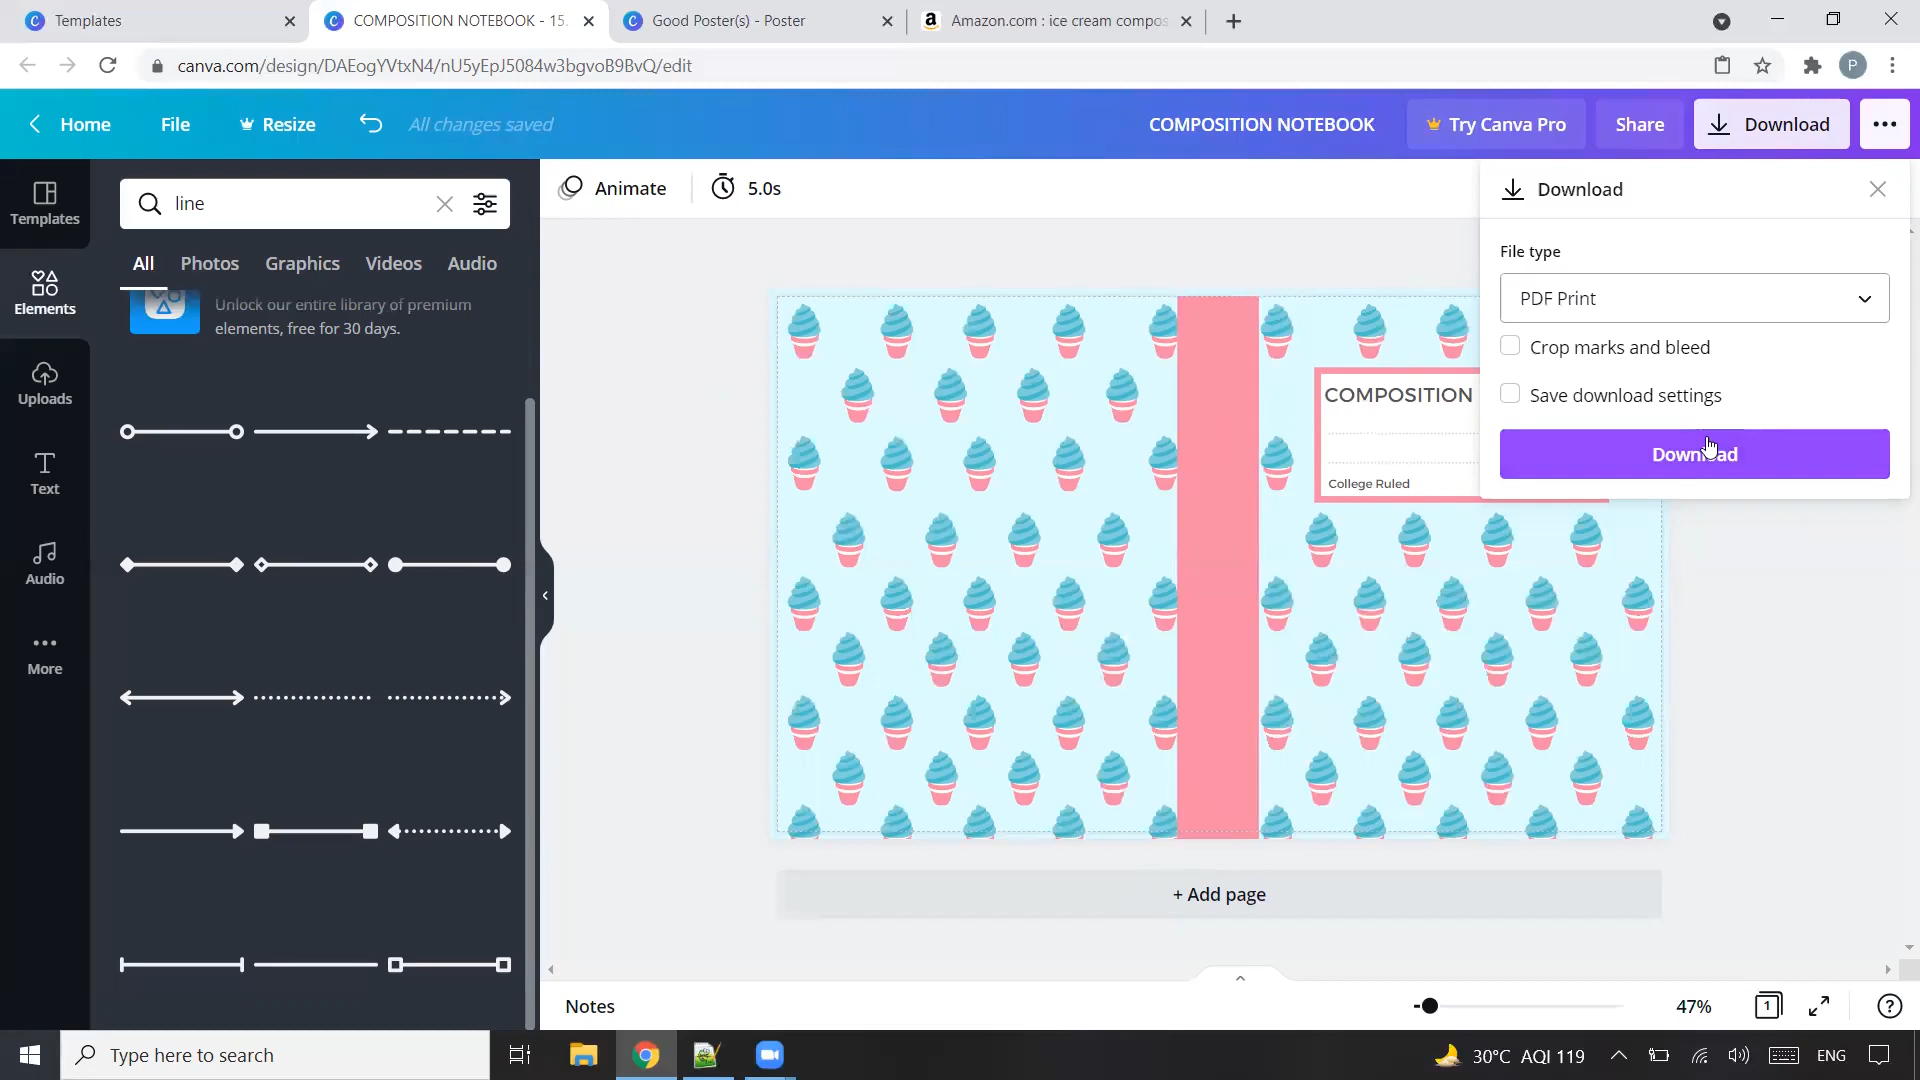 Templates
COMPOSITION NOTEBOOK - 15.
Good Poster(s) - Poster
Amazon.com : ice cream compos
canva.com/design/DAEogYVtxN4/nU5yEpJ5084w3bgvoB9BvQ/edit
P
Home
File
Resize
All changes saved
COMPOSITION NOTEBOOK
Try Canva Pro
Share
Download
Templates
Elements
Uploads
Text
Audio
More
line
All
Photos
Graphics
Videos
Audio
Unlock our entire library of premium
elements, free for 30 days.
Animate
5.0s
COMPOSITION
College Ruled
Download
File type
PDF Print
Crop marks and bleed
Save download settings
Download
+ Add page
Notes
47%
1
Type here to search
30°C AQI 119
ENG